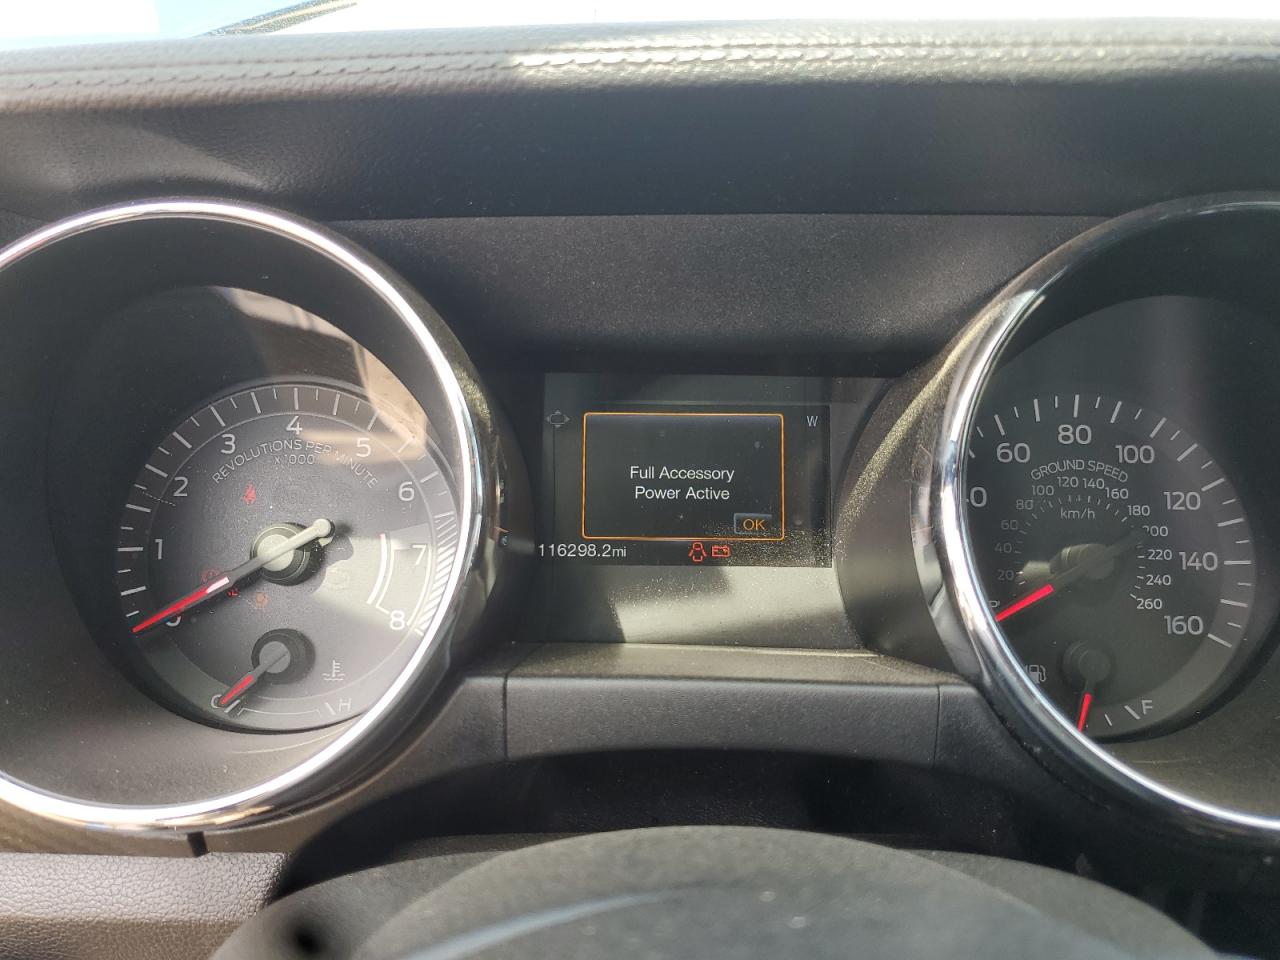 1
2
3
4
5
6
7
8
REVOLUTIONS PER MINUTE
x1000
C
H
W
Full Accessory
Power Active
OK
116298.2mi
60
80
100
120
140
160
GROUND SPEED
km/h
20
40
60
80
100
120
140
160
180
200
220
240
260
F